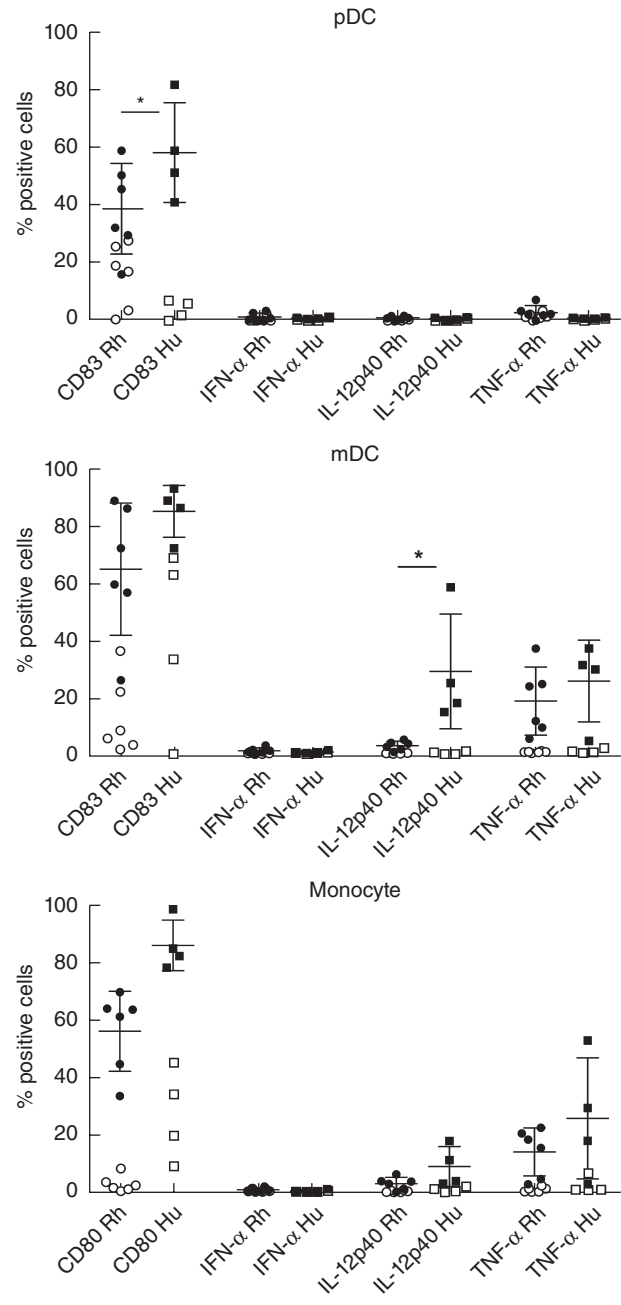 pDC
100
80
60
40
20
0
% positive cells
*
CD83 Rh
CD83 Hu
IFN-α Rh
IFN-α Hu
IL-12p40 Rh
IL-12p40 Hu
TNF-α Rh
TNF-α Hu
mDC
100
80
60
40
20
0
% positive cells
*
CD83 Rh
CD83 Hu
IFN-α Rh
IFN-α Hu
IL-12p40 Rh
IL-12p40 Hu
TNF-α Rh
TNF-α Hu
Monocyte
100
80
60
40
20
0
% positive cells
CD80 Rh
CD80 Hu
IFN-α Rh
IFN-α Hu
IL-12p40 Rh
IL-12p40 Hu
TNF-α Rh
TNF-α Hu